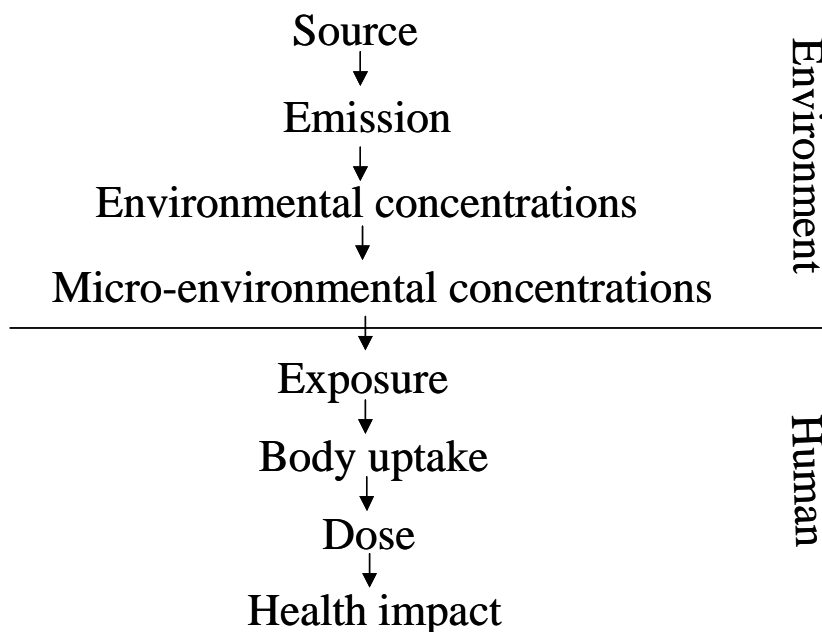 Source
Emission
Environmental concentrations
Micro-environmental concentrations
Environment
Exposure
Body uptake
Dose
Health impact
Human